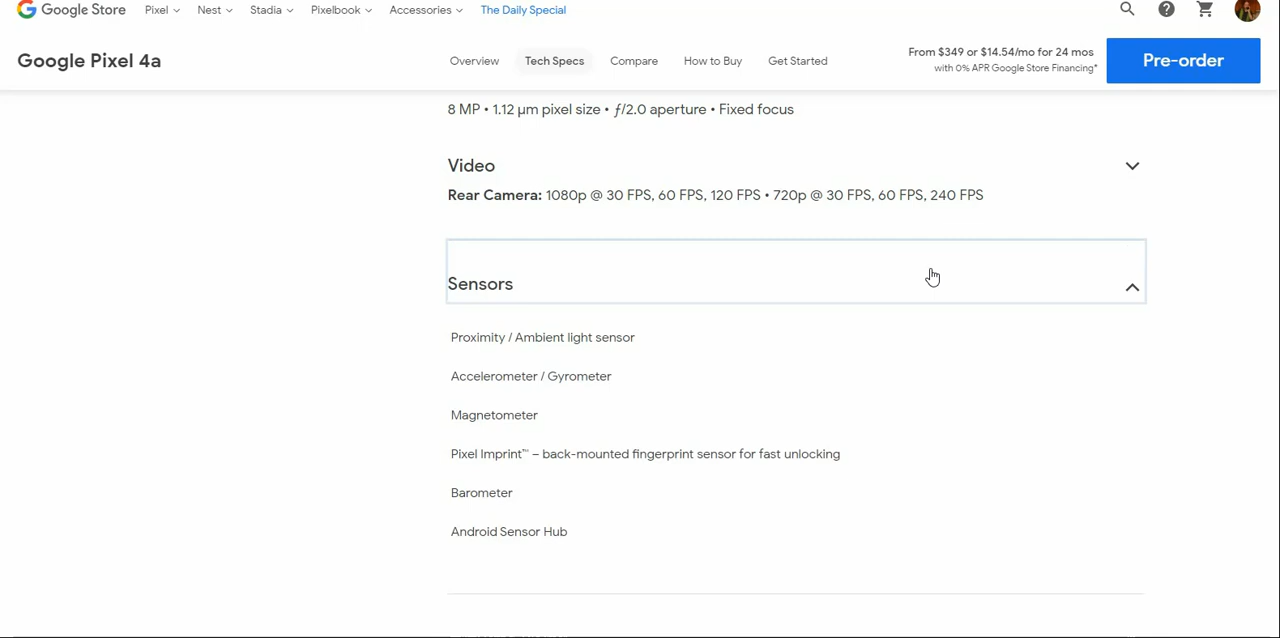 Google Store Pixel Nest Stadia Pixelbook Accessories The Daily Special
Google Pixel 4a
Overview Tech Specs Compare How to Buy Get Started
From $349 or $14.54/mo for 24 mos
with 0% APR Google Store Financing*
Pre-order
8 MP • 1.12 μm pixel size • ƒ/2.0 aperture • Fixed focus
Video
Rear Camera: 1080p @ 30 FPS, 60 FPS, 120 FPS • 720p @ 30 FPS, 60 FPS, 240 FPS
Sensors
Proximity / Ambient light sensor
Accelerometer / Gyrometer
Magnetometer
Pixel Imprint™ – back-mounted fingerprint sensor for fast unlocking
Barometer
Android Sensor Hub